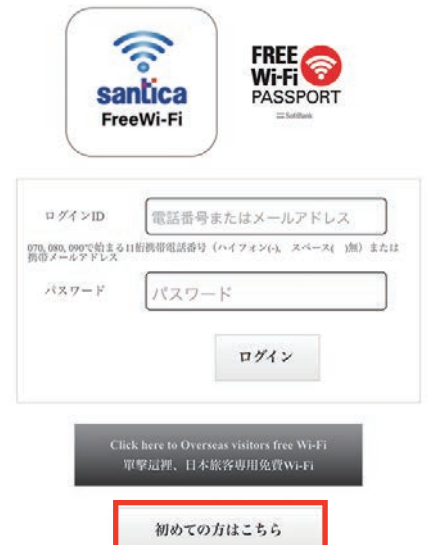 santica
FreeWi-Fi
FREE
Wi-Fi
PASSPORT
SoftBank
ログインID
電話番号またはメールアドレス
070, 080, 090で始まる11桁携帯電話番号（ハイフォン(-), スペース( )無）または
携帯メールアドレス
パスワード
パスワード
ログイン
Click here to Overseas visitors free Wi-Fi
單擊這裡、日本旅客専用免費Wi-Fi
初めての方はこちら